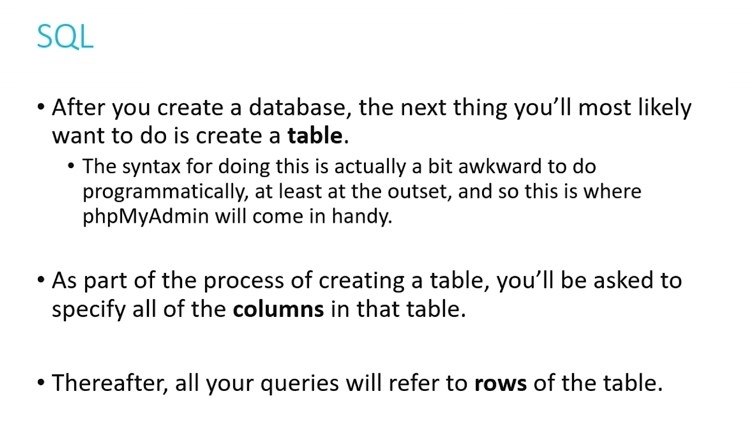 SQL
• After you create a database, the next thing you’ll most likely
want to do is create a table.
• The syntax for doing this is actually a bit awkward to do
programmatically, at least at the outset, and so this is where
phpMyAdmin will come in handy.
• As part of the process of creating a table, you’ll be asked to
specify all of the columns in that table.
• Thereafter, all your queries will refer to rows of the table.